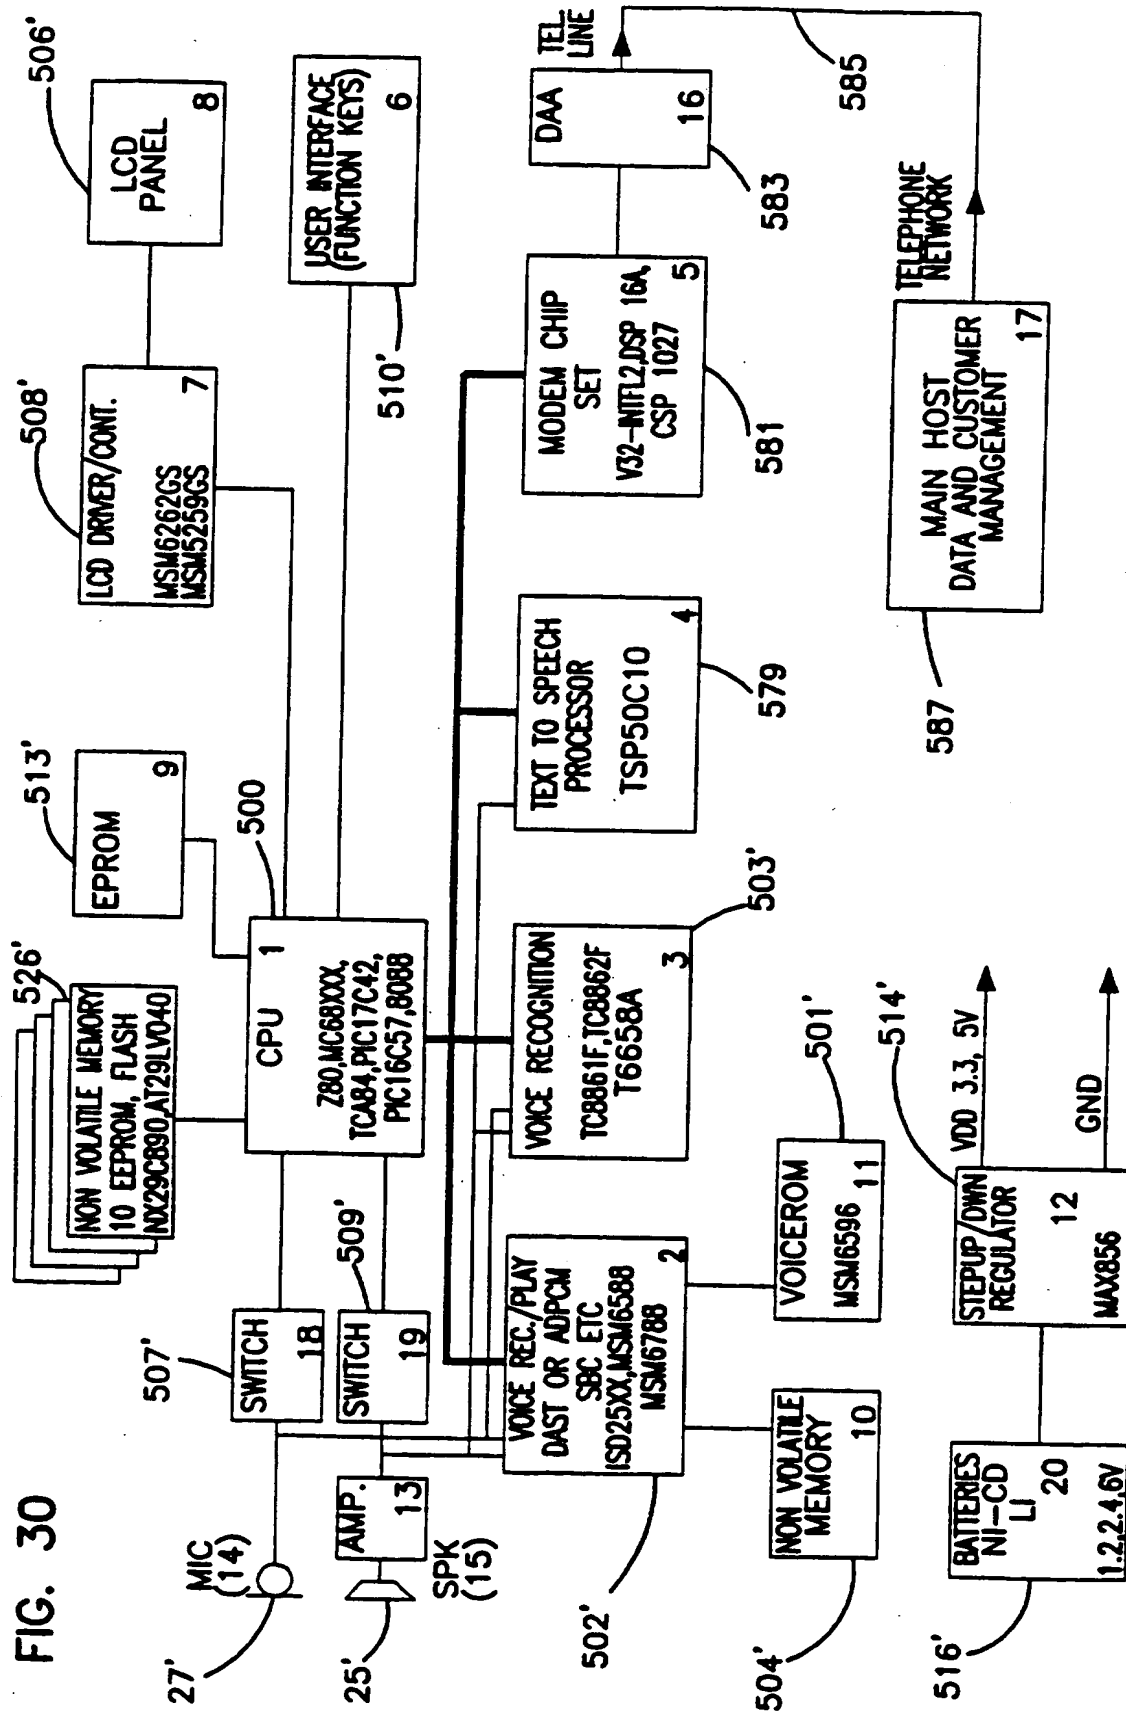 FIG. 30
MIC
(14)
27'
SPK
(15)
25'
AMP.
13
SWITCH
18
507'
SWITCH
19
509'
NON VOLATILE MEMORY
10 EEPROM, FLASH
NX29C890,AT29LV040
526'
EPROM
9
513'
LCD DRIVER/CONT.
7
MSM6262GS
MSM5259GS
508'
LCD
PANEL
8
506'
1
CPU
Z80,MC68XXX,
TCA84,PIC17C42,
PIC16C57,8088
500
USER INTERFACE
(FUNCTION KEYS)
6
510'
VOICE REC./PLAY
DAST OR ADPCM
SBC ETC
ISD25XX,MSM6588
MSM6788
2
502'
VOICE RECOGNITION
TC8861F,TC8862F
T6658A
3
503'
TEXT TO SPEECH
PROCESSOR
TSP50C10
4
579
MODEM CHIP
SET
V32-INTFL2,DSP 16A,
CSP 1027
5
581
DAA
16
583
TEL.
LINE
585
NON VOLATILE
MEMORY
10
504'
VOICEROM
MSM6596
11
501'
BATTERIES
NI-CD
LI
20
1.2,2.4,6V
516'
STEPUP/DWN
REGULATOR
12
MAX856
514'
VDD 3.3, 5V
GND
MAIN HOST
DATA AND CUSTOMER
MANAGEMENT
17
587
TELEPHONE
NETWORK